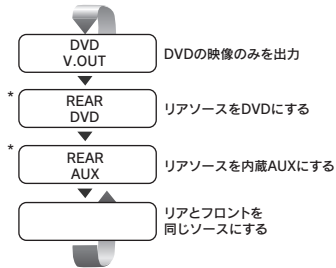 DVD
V.OUT
DVDの映像のみを出力
*
REAR
DVD
リアソースをDVDにする
*
REAR
AUX
リアソースを内蔵AUXにする
リアとフロントを
同じソースにする